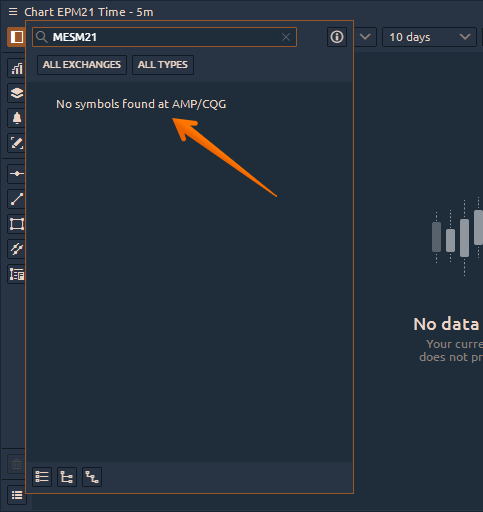 Chart EPM21 Time - 5m
MESM21
10 days
ALL EXCHANGES
ALL TYPES
No symbols found at AMP/CQG
No data
Your curre
does not pr